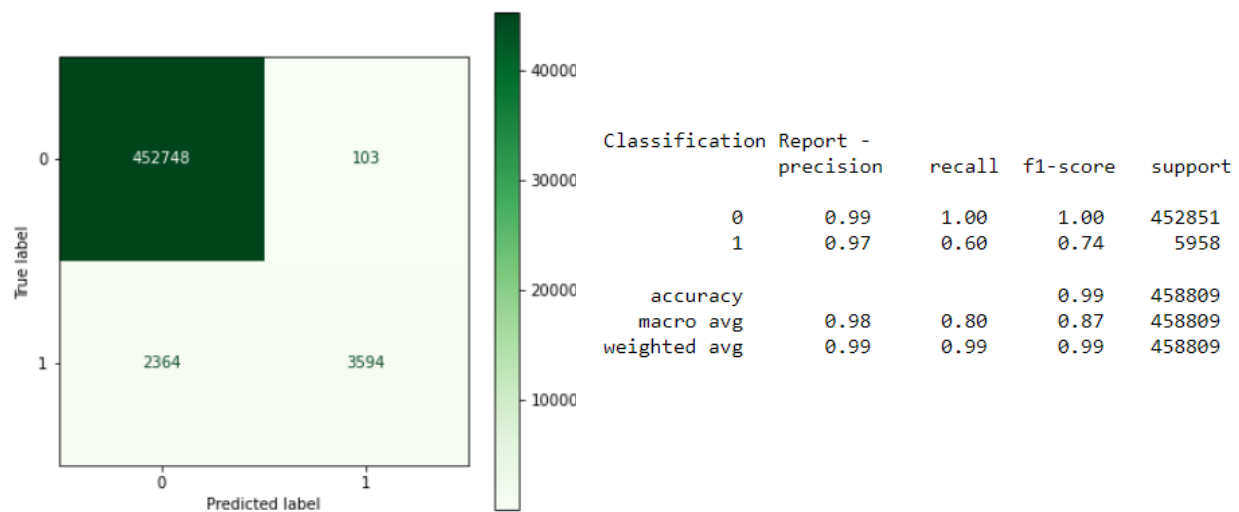 40000
0
452748
103
30000
True label
20000
1
2364
3594
10000
0
1
Predicted label
Classification Report -
precision recall f1-score support
0 0.99 1.00 1.00 452851
1 0.97 0.60 0.74 5958
accuracy 0.99 458809
macro avg 0.98 0.80 0.87 458809
weighted avg 0.99 0.99 0.99 458809